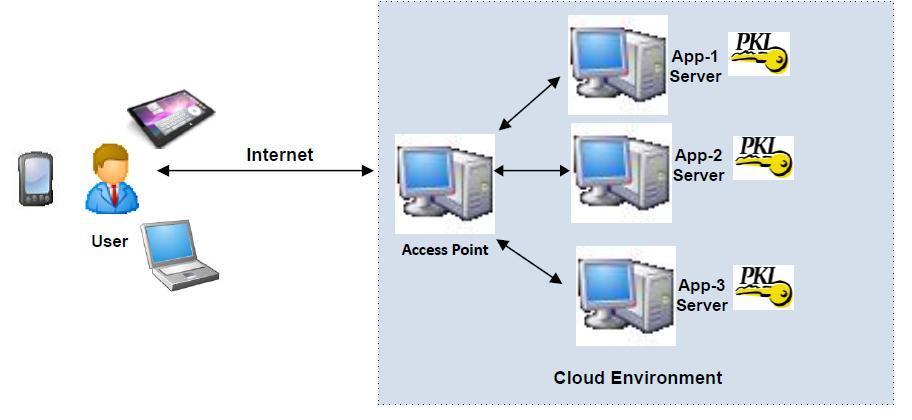 User
Internet
Access Point
App-1
Server
PKI
App-2
Server
PKI
App-3
Server
PKI
Cloud Environment